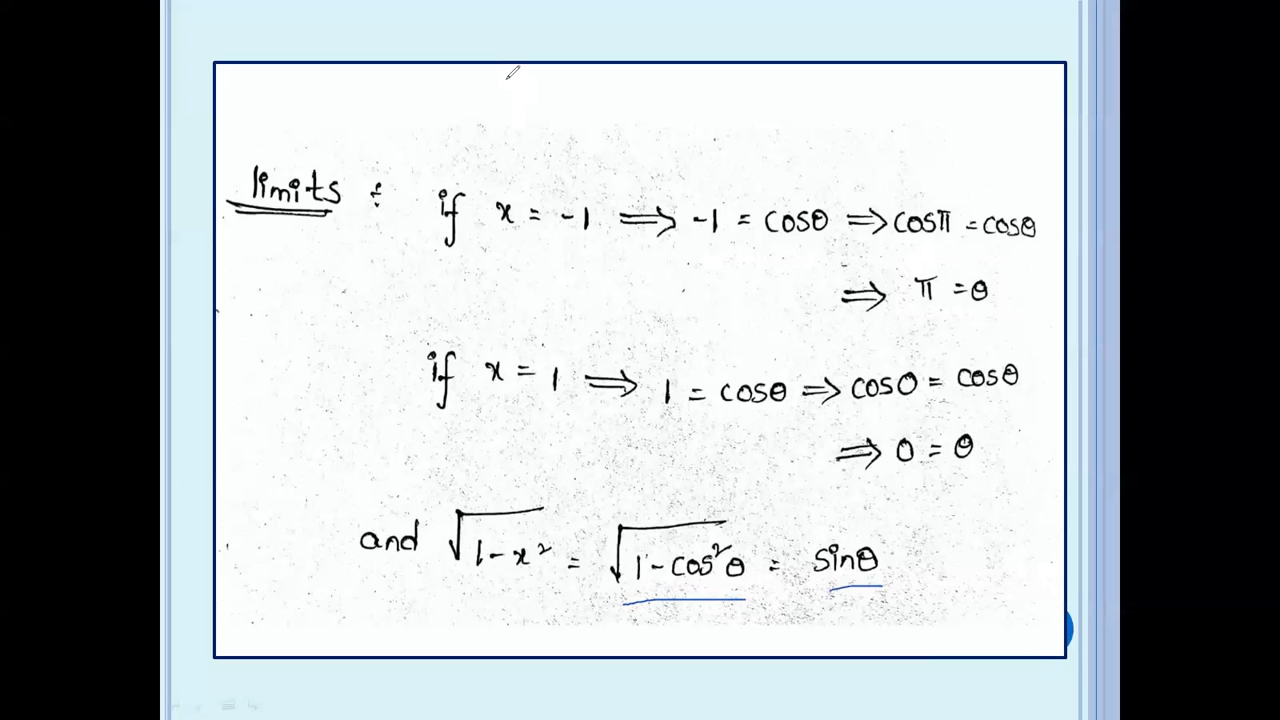 limits : if x = -1 ⟹ -1 = cosθ ⟹ cosπ = cosθ
⟹ π = θ
if x = 1 ⟹ 1 = cosθ ⟹ cos0 = cosθ
⟹ 0 = θ
and √(1-x²) = √(1-cos²θ) = sinθ